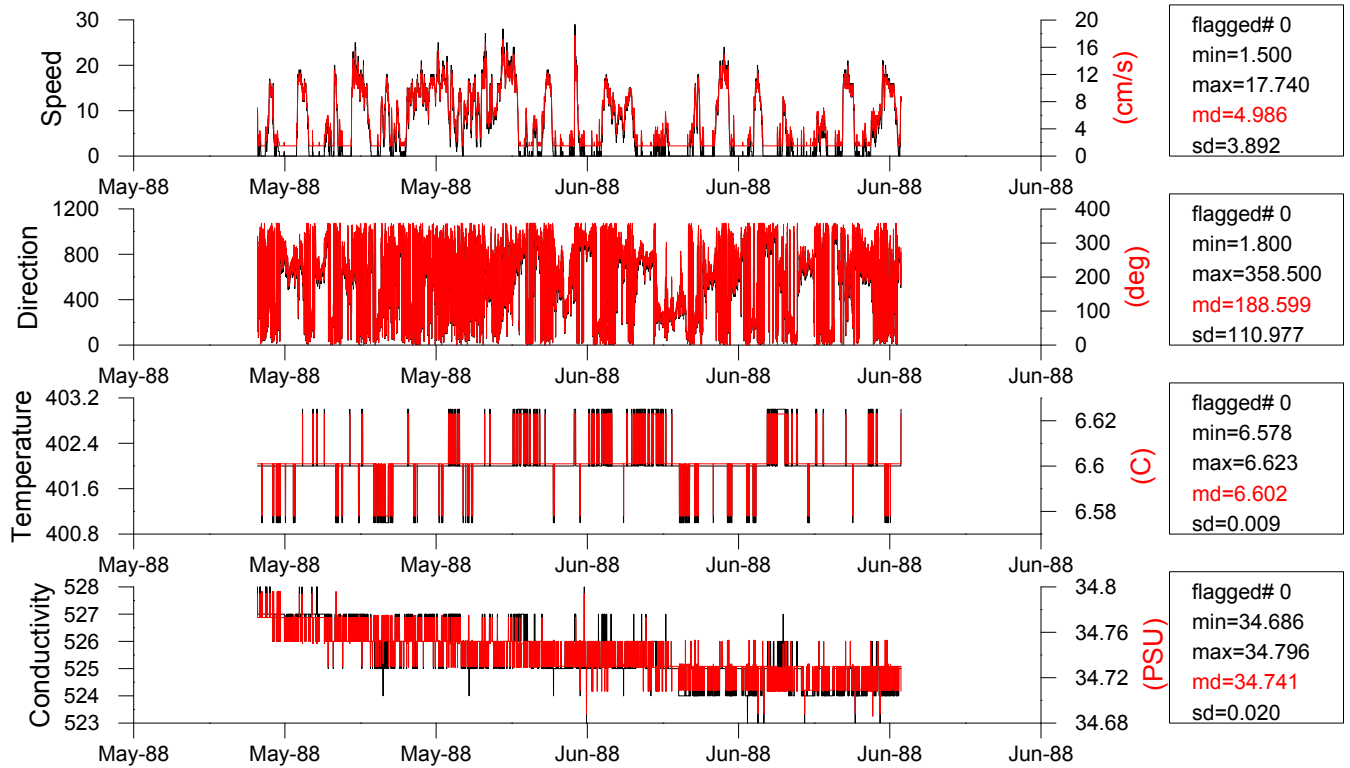 Speed
30
20
10
0
20
16
12
8
4
0
(cm/s)
May-88 May-88 May-88 Jun-88 Jun-88 Jun-88 Jun-88
flagged# 0
min=1.500
max=17.740
md=4.986
sd=3.892
Direction
1200
800
400
0
400
300
200
100
0
(deg)
May-88 May-88 May-88 Jun-88 Jun-88 Jun-88 Jun-88
flagged# 0
min=1.800
max=358.500
md=188.599
sd=110.977
Temperature
403.2
402.4
401.6
400.8
6.62
6.6
6.58
(C)
May-88 May-88 May-88 Jun-88 Jun-88 Jun-88 Jun-88
flagged# 0
min=6.578
max=6.623
md=6.602
sd=0.009
Conductivity
528
527
526
525
524
523
34.8
34.76
34.72
34.68
(PSU)
May-88 May-88 May-88 Jun-88 Jun-88 Jun-88 Jun-88
flagged# 0
min=34.686
max=34.796
md=34.741
sd=0.020